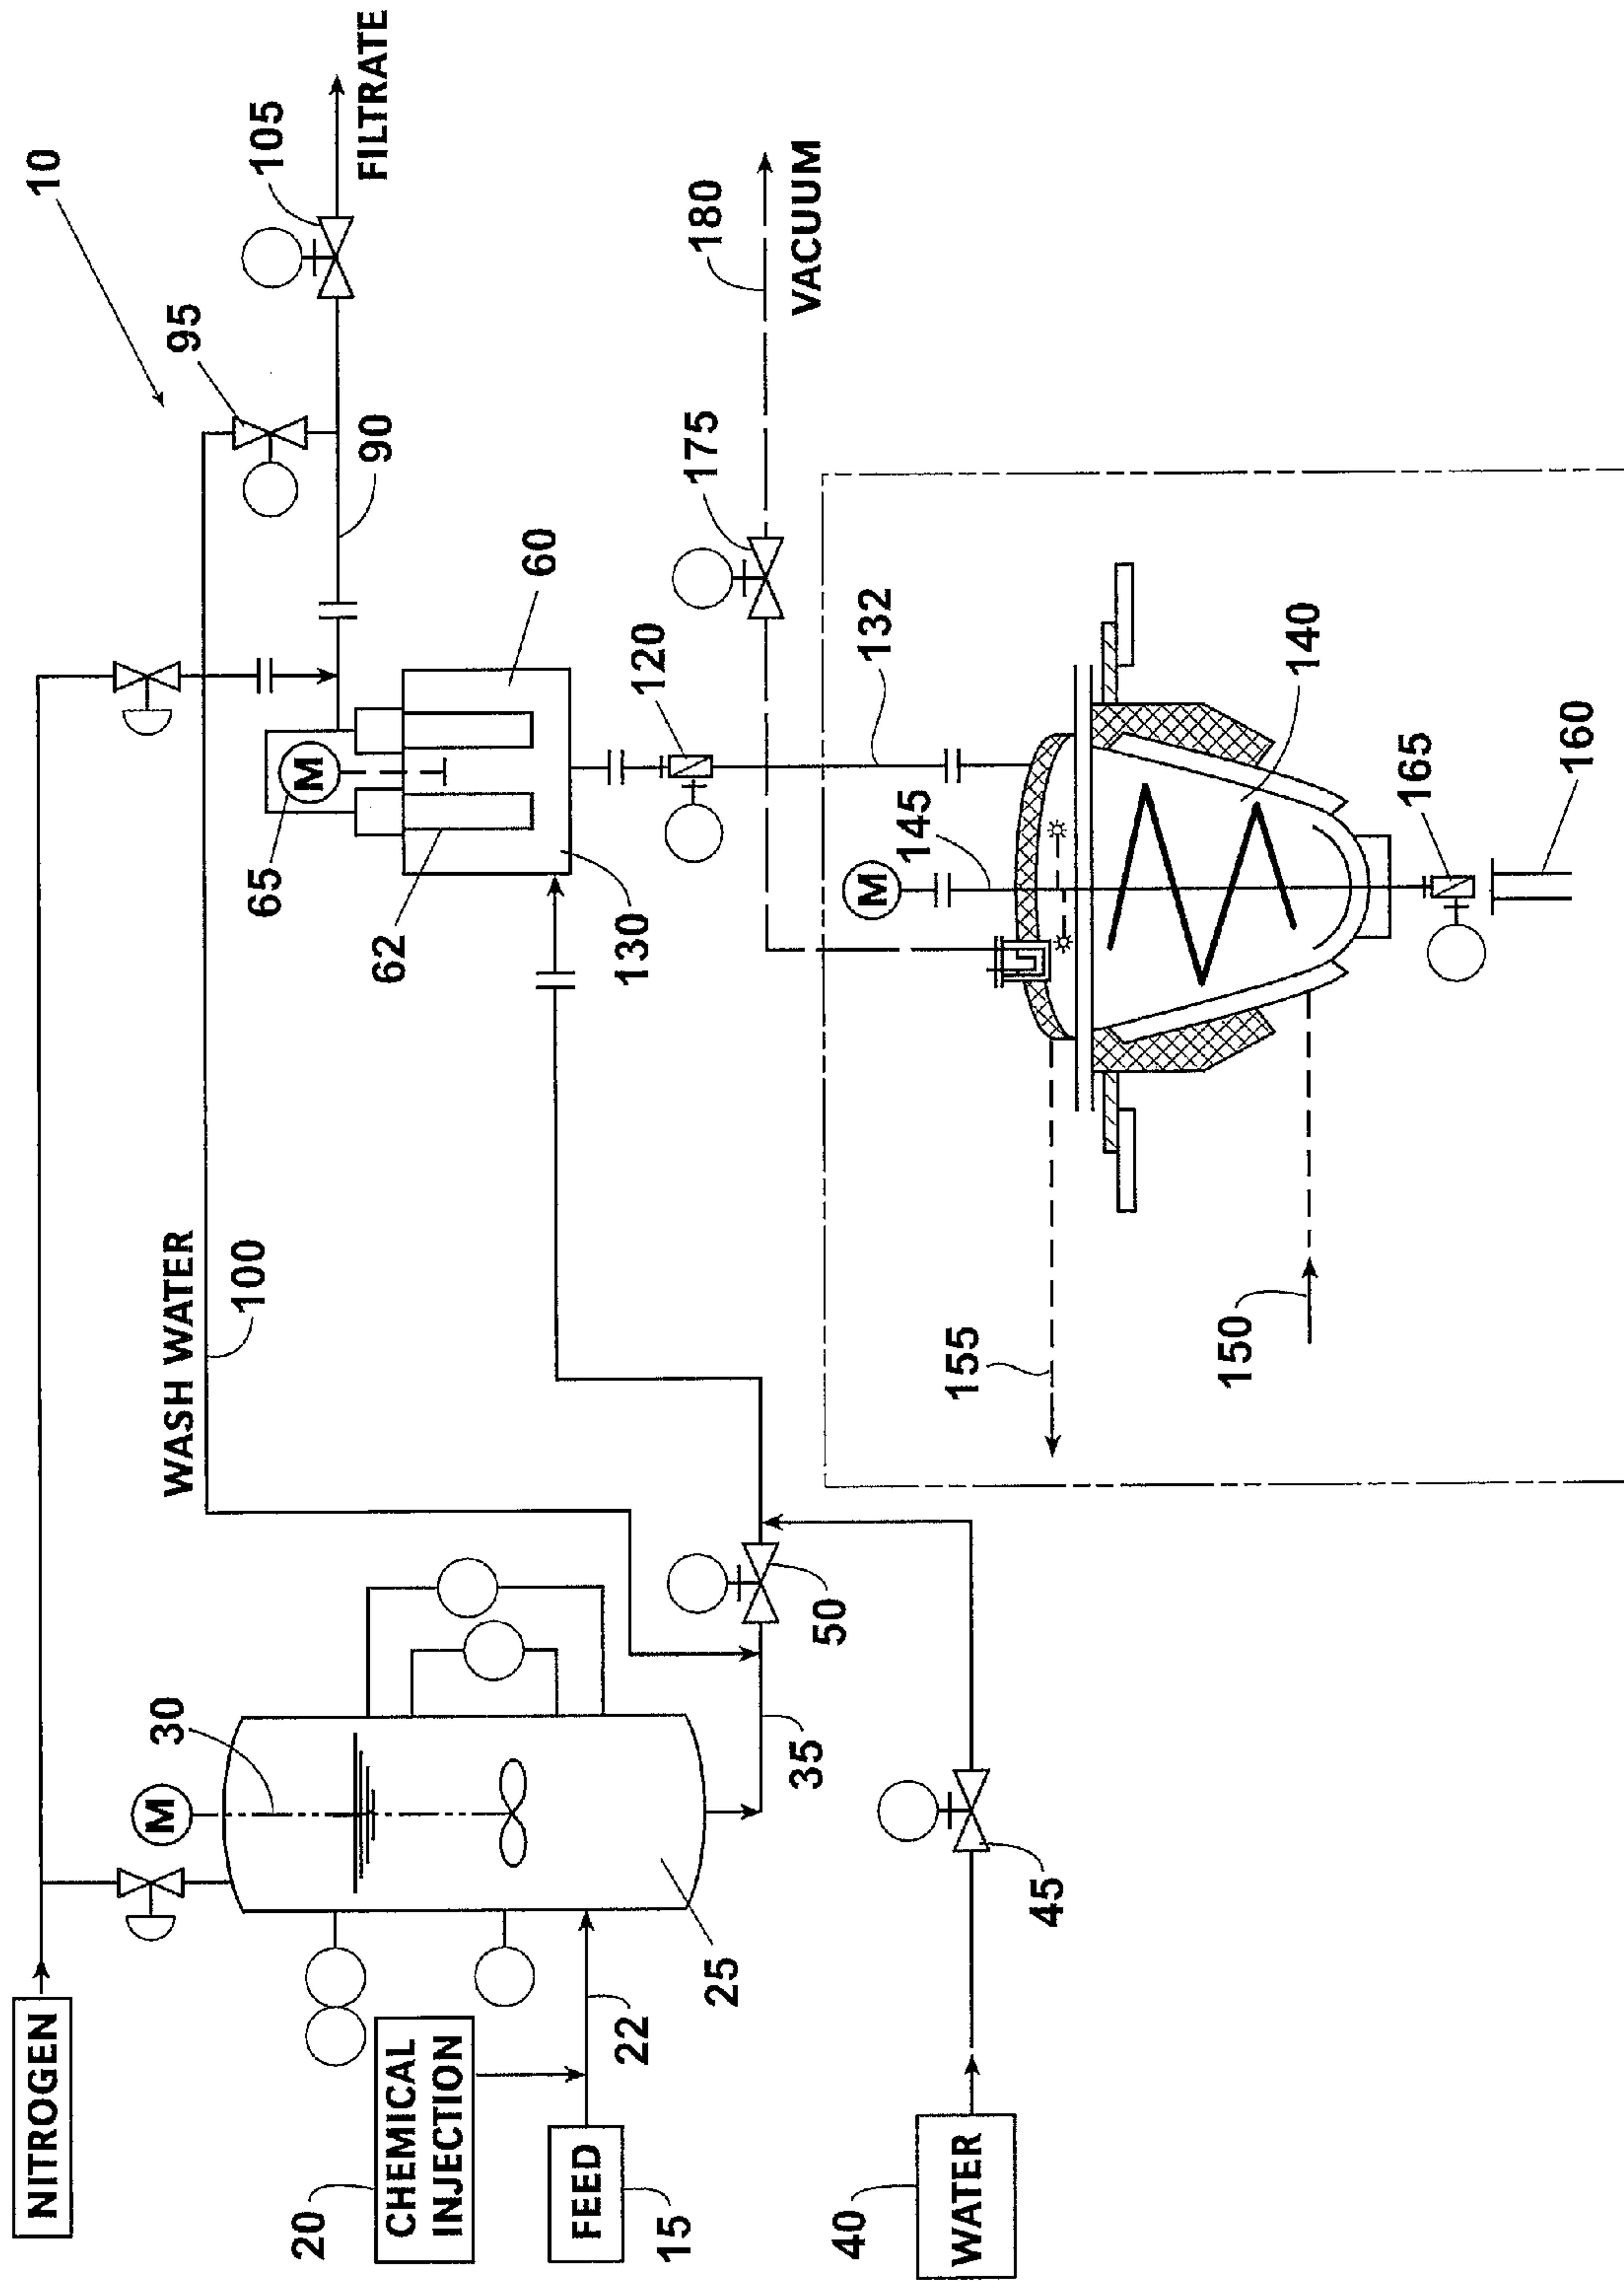 NITROGEN
20
CHEMICAL
INJECTION
FEED
15
22
25
M
30
40
WATER
45
35
50
WASH WATER
100
10
95
105
FILTRATE
90
M
65
62
60
130
120
175
180
VACUUM
132
M
145
140
155
150
165
160